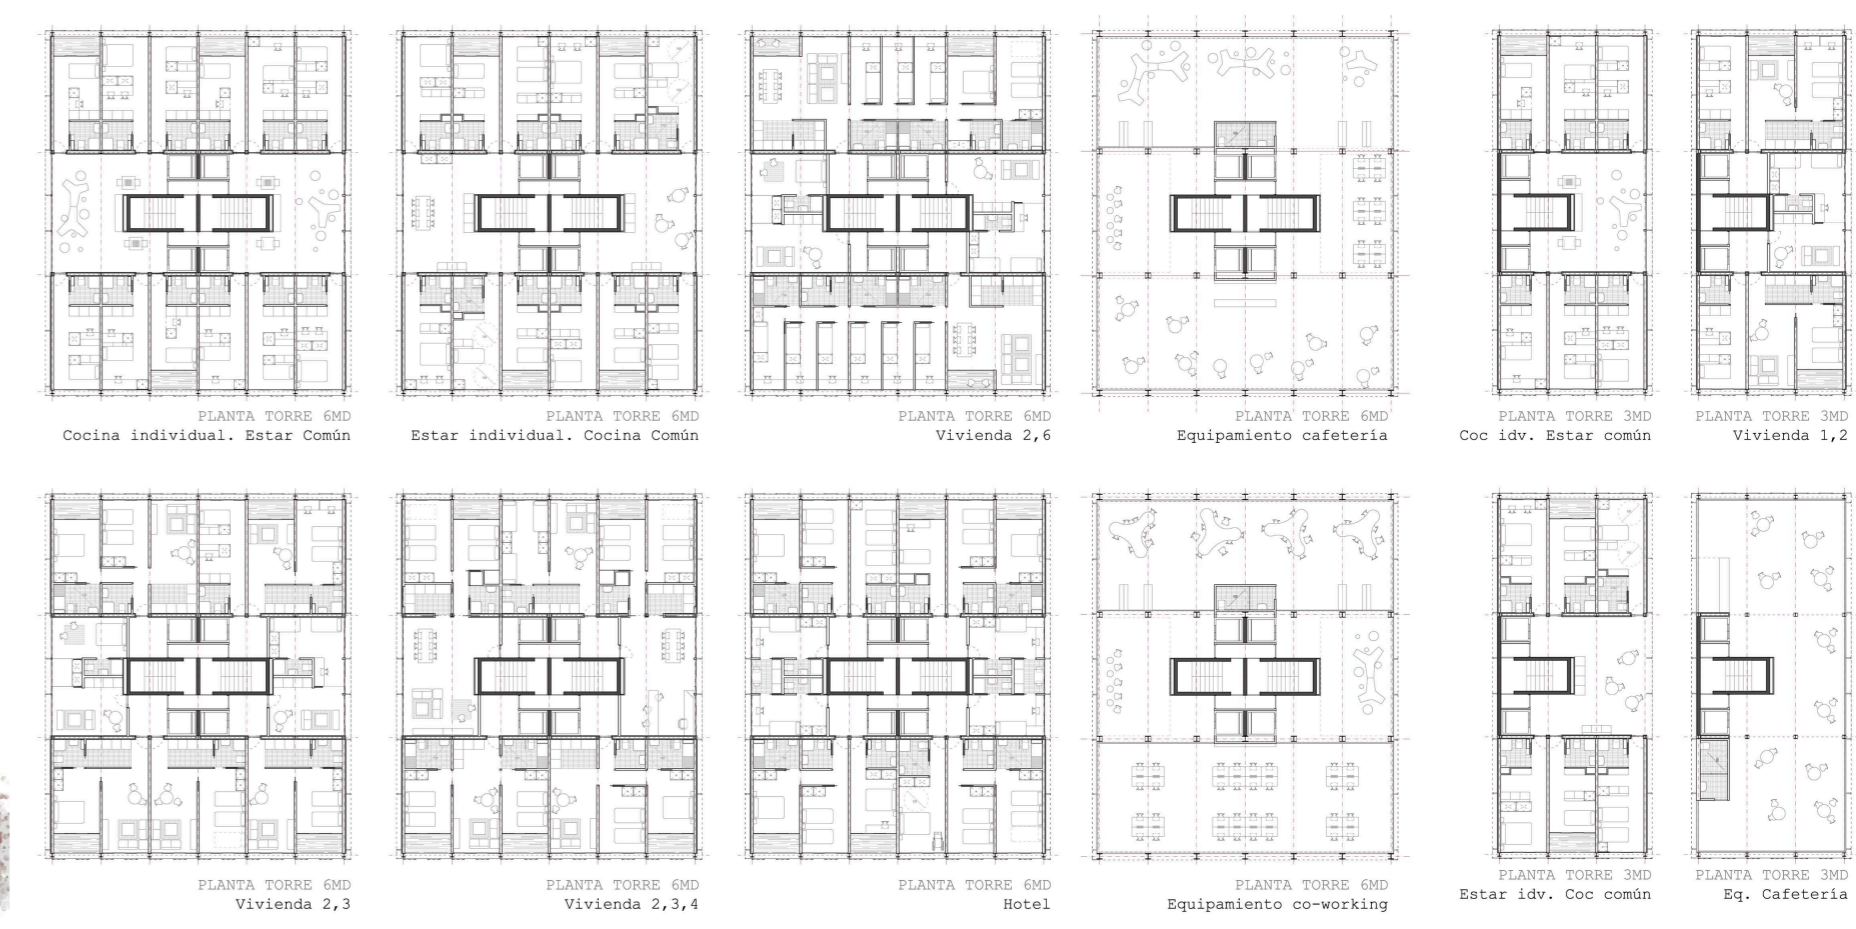 PLANTA TORRE 6MD
Cocina individual. Estar Común
PLANTA TORRE 6MD
Estar individual. Cocina Común
PLANTA TORRE 6MD
Vivienda 2,6
PLANTA TORRE 6MD
Equipamiento cafetería
PLANTA TORRE 3MD
Coc idv. Estar común
PLANTA TORRE 3MD
Vivienda 1,2
PLANTA TORRE 6MD
Vivienda 2,3
PLANTA TORRE 6MD
Vivienda 2,3,4
PLANTA TORRE 6MD
Hotel
PLANTA TORRE 6MD
Equipamiento co-working
PLANTA TORRE 3MD
Estar idv. Coc común
PLANTA TORRE 3MD
Eq. Cafetería